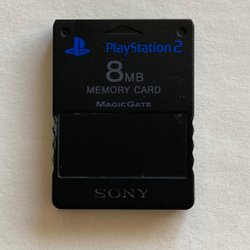 PlayStation 2
8MB
MEMORY CARD
MAGICGATE
SONY